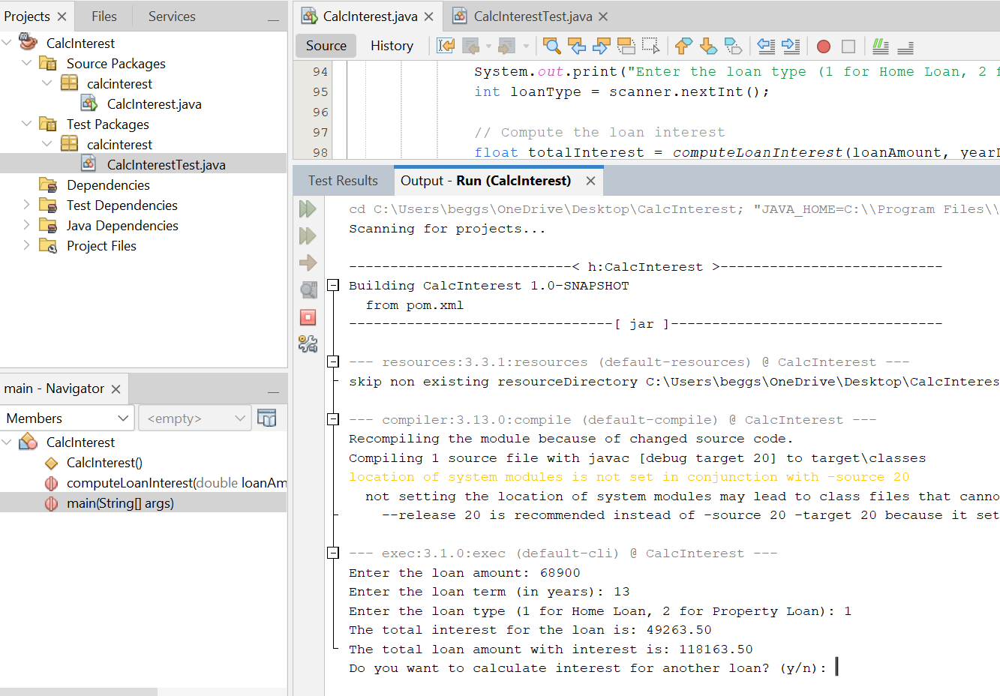 Projects
Files
Services
CalcInterest
Source Packages
calcinterest
CalcInterest.java
Test Packages
calcinterest
CalcInterestTest.java
Dependencies
Test Dependencies
Java Dependencies
Project Files
main - Navigator
Members
<empty>
CalcInterest
CalcInterest()
computeLoanInterest(double loanAm
main(String[] args)
CalcInterest.java
CalcInterestTest.java
Source
History
94 System.out.print("Enter the loan type (1 for Home Loan, 2 f
95 int loanType = scanner.nextInt();
96
97 // Compute the loan interest
98 float totalInterest = computeLoanInterest(loanAmount, yearD
Test Results
Output - Run (CalcInterest)
cd C:\Users\beggs\OneDrive\Desktop\CalcInterest; "JAVA_HOME=C:\\Program Files\\
Scanning for projects...
---------------------------< h:CalcInterest >---------------------------
Building CalcInterest 1.0-SNAPSHOT
from pom.xml
--------------------------------[ jar ]---------------------------------
--- resources:3.3.1:resources (default-resources) @ CalcInterest ---
skip non existing resourceDirectory C:\Users\beggs\OneDrive\Desktop\CalcInteres
--- compiler:3.13.0:compile (default-compile) @ CalcInterest ---
Recompiling the module because of changed source code.
Compiling 1 source file with javac [debug target 20] to target\classes
location of system modules is not set in conjunction with -source 20
not setting the location of system modules may lead to class files that canno
--release 20 is recommended instead of -source 20 -target 20 because it set
--- exec:3.1.0:exec (default-cli) @ CalcInterest ---
Enter the loan amount: 68900
Enter the loan term (in years): 13
Enter the loan type (1 for Home Loan, 2 for Property Loan): 1
The total interest for the loan is: 49263.50
The total loan amount with interest is: 118163.50
Do you want to calculate interest for another loan? (y/n):